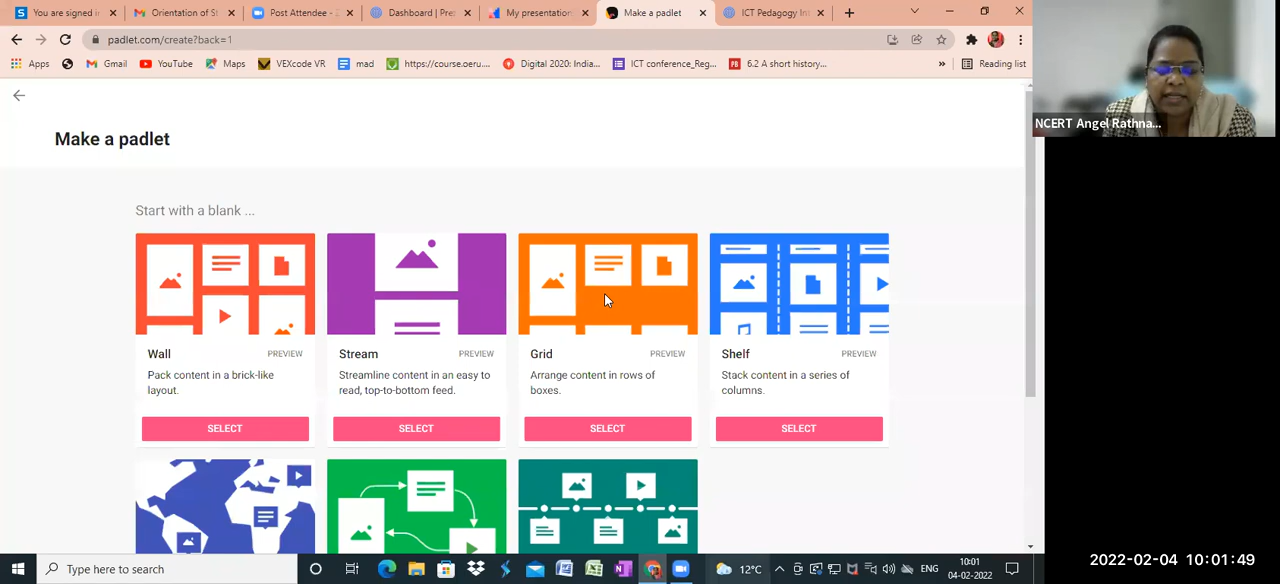 You are signed i
Orientation of St
Post Attendee - Z
Dashboard | Pre
My presentation
Make a padlet
ICT Pedagogy Int
padlet.com/create?back=1
Apps
Gmail
YouTube
Maps
VEXcode VR
mad
https://course.oeru....
Digital 2020: India...
ICT conference_Reg...
6.2 A short history...
Reading list
NCERT Angel Rathna...
Make a padlet
Start with a blank ...
Wall
PREVIEW
Pack content in a brick-like
layout.
SELECT
Stream
PREVIEW
Streamline content in an easy to
read, top-to-bottom feed.
SELECT
Grid
PREVIEW
Arrange content in rows of
boxes.
SELECT
Shelf
PREVIEW
Stack content in a series of
columns.
SELECT
Type here to search
12°C
ENG
10:01
04-02-2022
2022-02-04 10:01:49